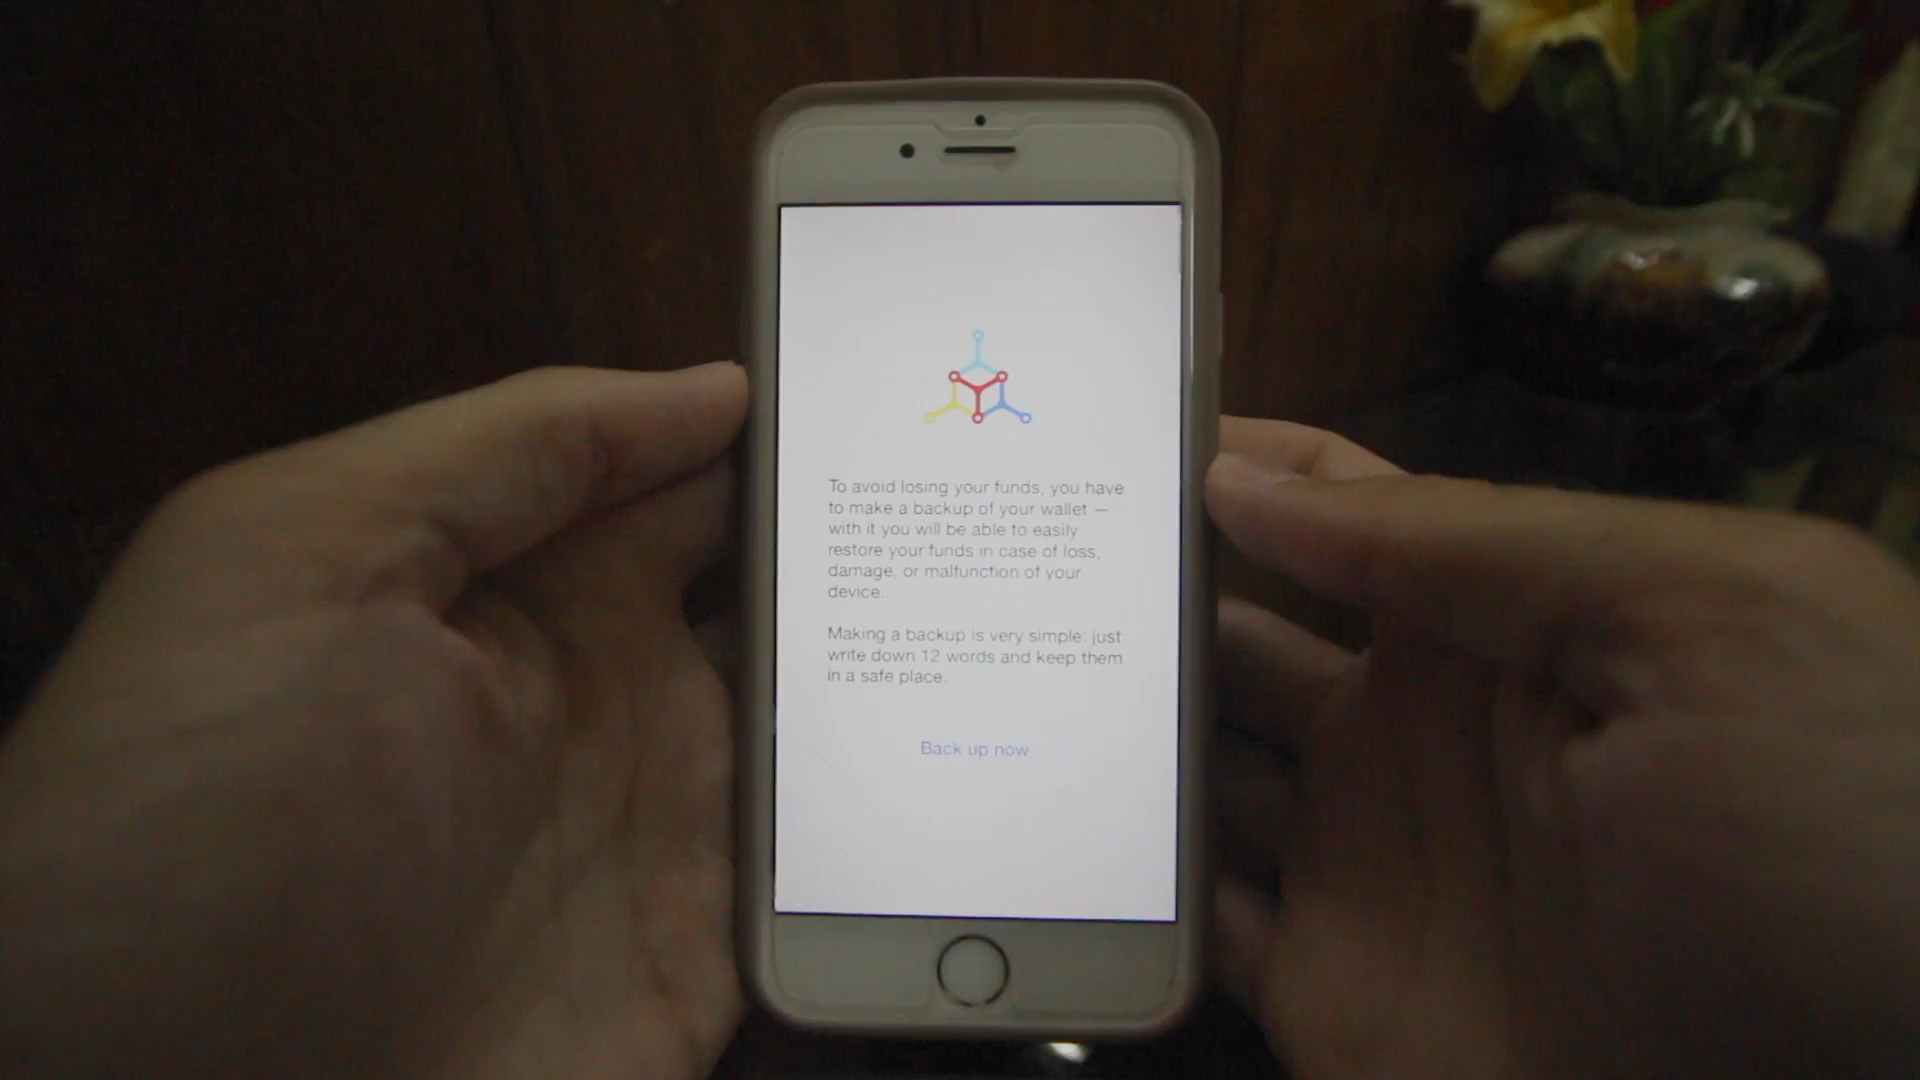 To avoid losing your funds, you have
to make a backup of your wallet —
with it you will be able to easily
restore your funds in case of loss,
damage, or malfunction of your
device.
Making a backup is very simple: just
write down 12 words and keep them
in a safe place.
Back up now